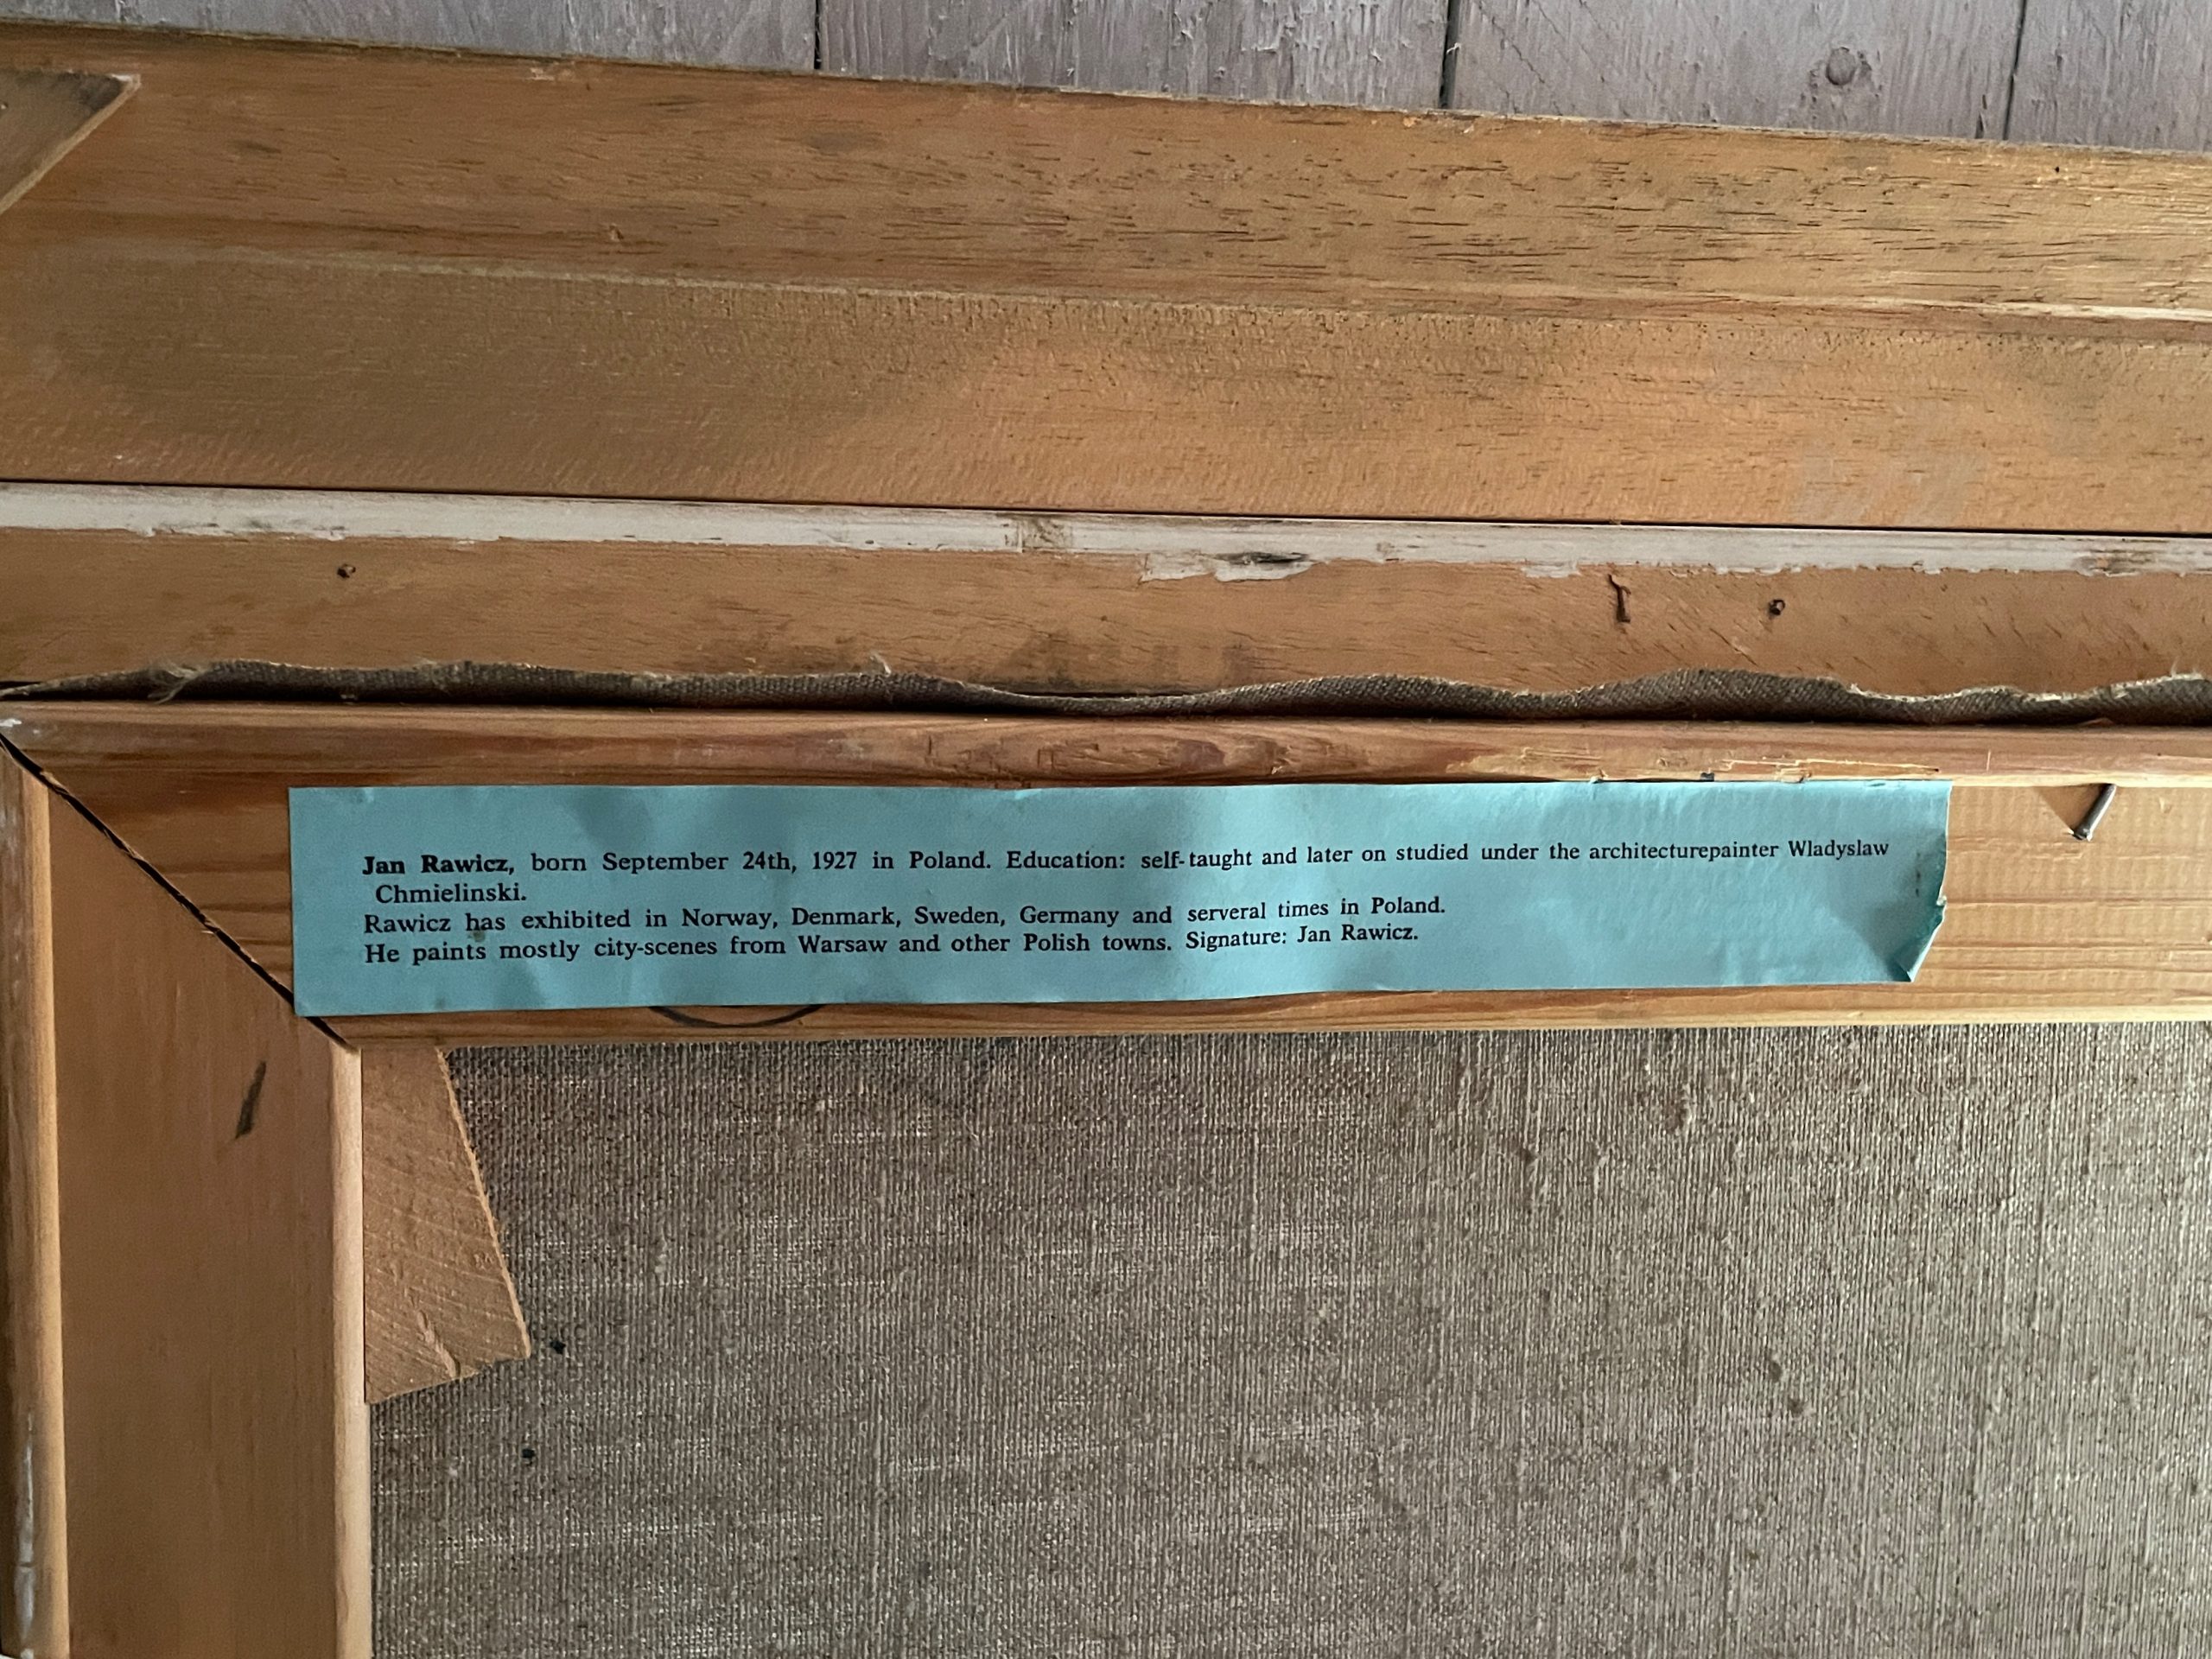 Jan Rawicz, born September 24th, 1927 in Poland. Education: self-taught and later on studied under the architecturepainter Wladyslaw
Chmielinski.
Rawicz has exhibited in Norway, Denmark, Sweden, Germany and serveral times in Poland.
He paints mostly city-scenes from Warsaw and other Polish towns. Signature: Jan Rawicz.